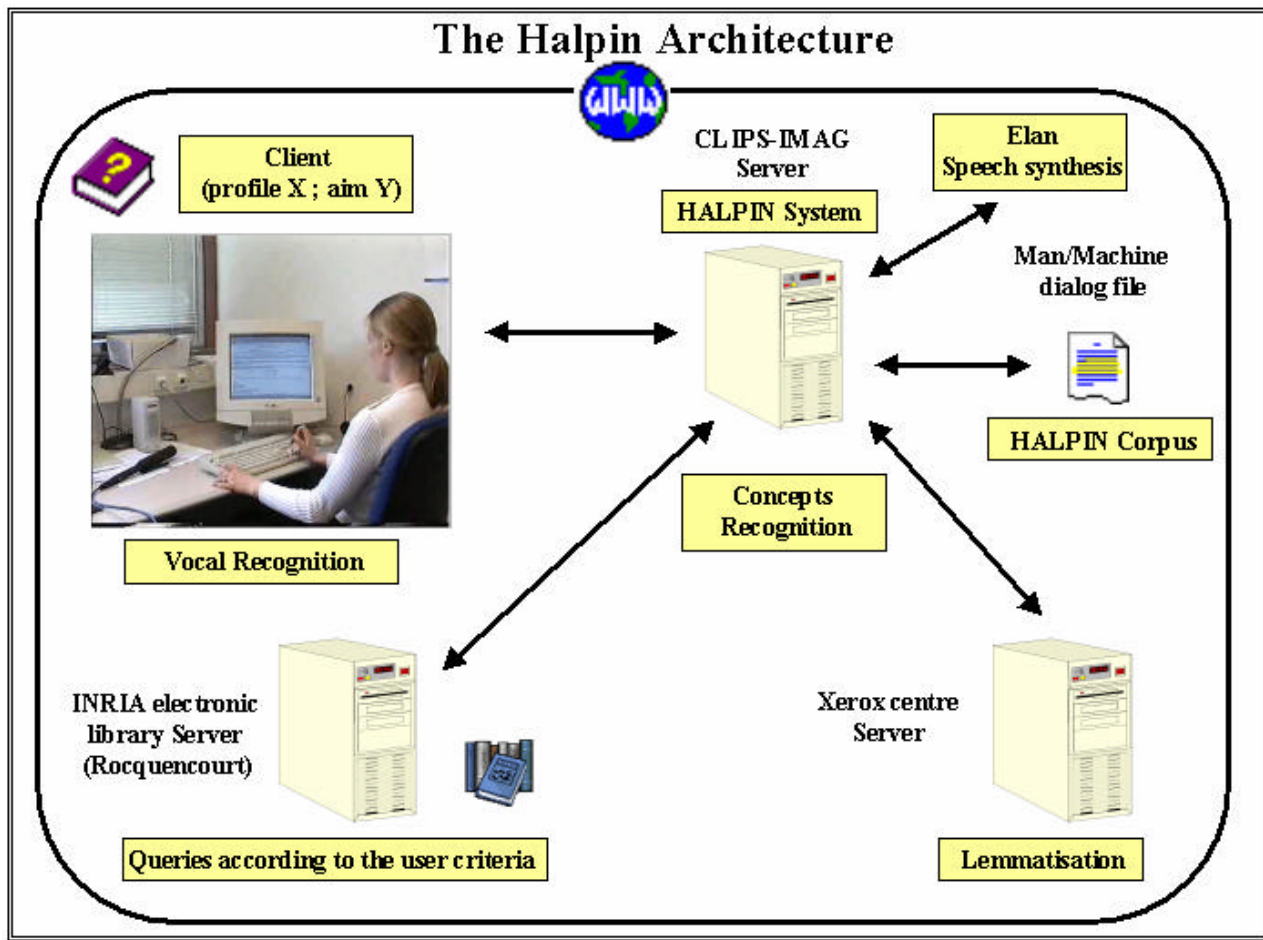 The Halpin Architecture
WWW
Client
(profile X ; aim Y)
CLIPS-IMAG
Server
HALPIN System
Elan
Speech synthesis
Man/Machine
dialog file
HALPIN Corpus
Concepts
Recognition
Vocal Recognition
INRIA electronic
library Server
(Rocquencourt)
Queries according to the user criteria
Xerox centre
Server
Lemmatisation